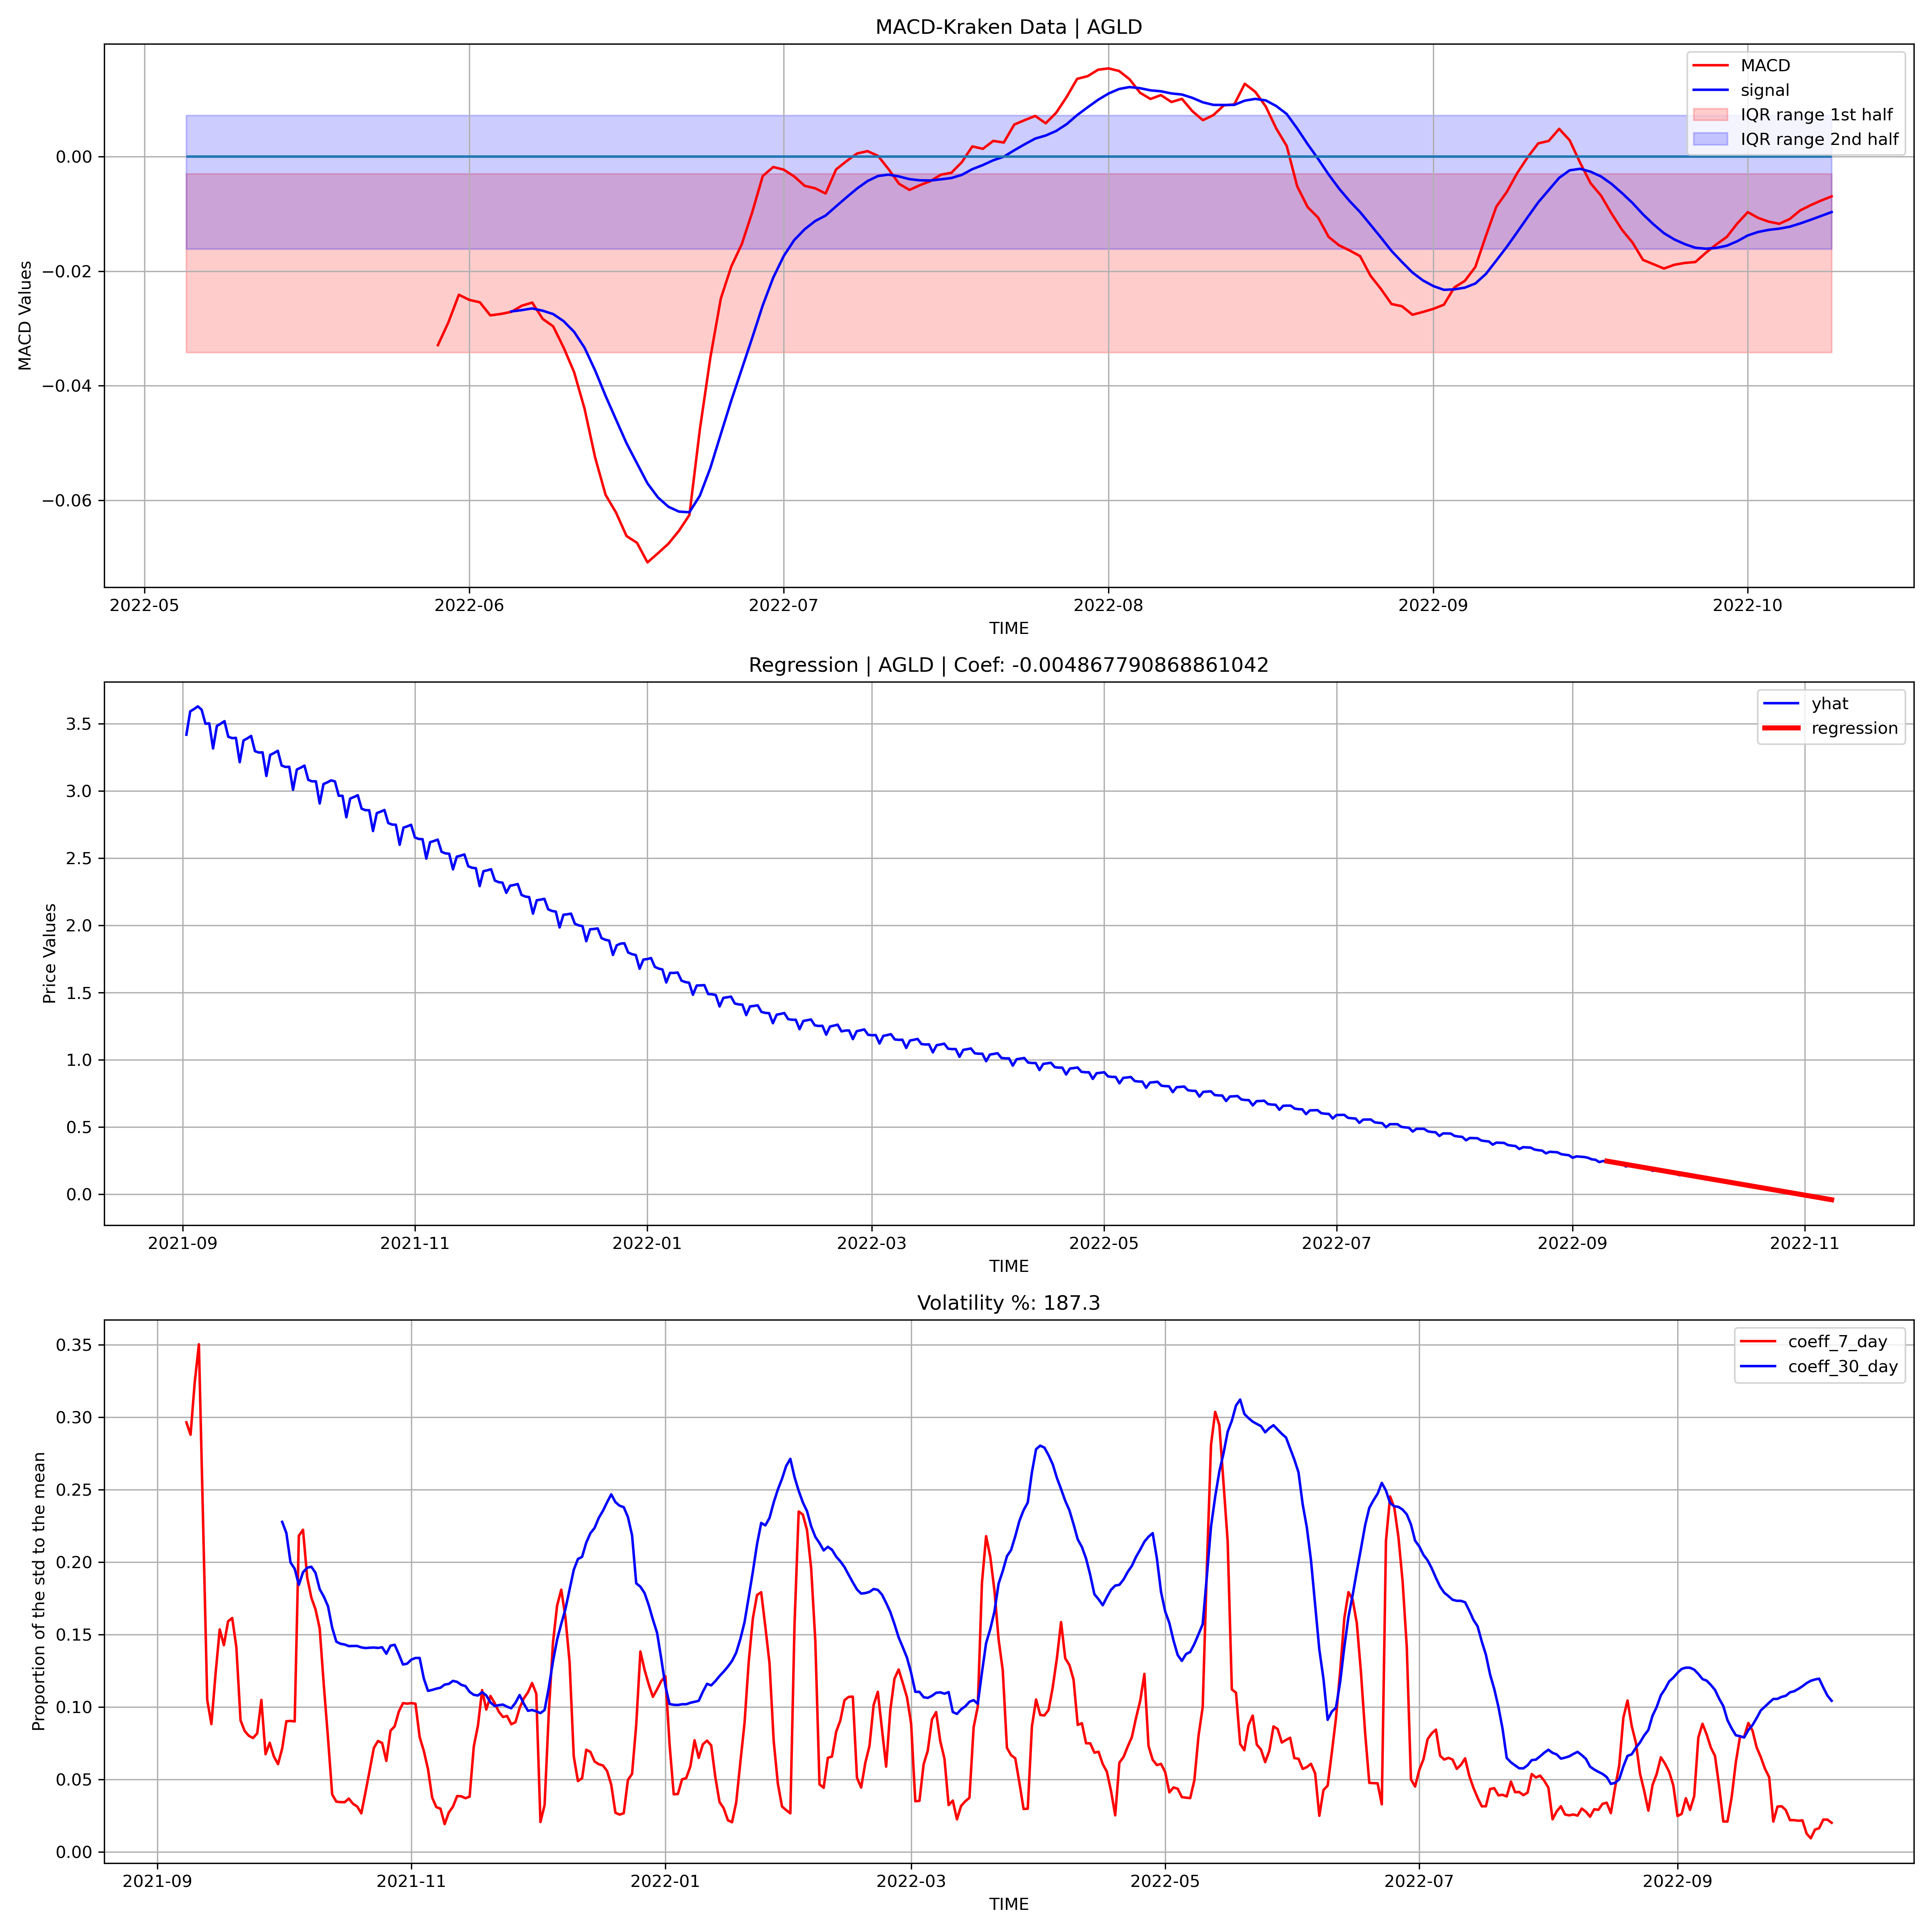 MACD-Kraken Data | AGLD
MACD
signal
IQR range 1st half
IQR range 2nd half
MACD Values
0.00
−0.02
−0.04
−0.06
2022-05 2022-06 2022-07 2022-08 2022-09 2022-10
TIME
Regression | AGLD | Coef: -0.004867790868861042
yhat
regression
Price Values
3.5
3.0
2.5
2.0
1.5
1.0
0.5
0.0
2021-09 2021-11 2022-01 2022-03 2022-05 2022-07 2022-09 2022-11
TIME
Volatility %: 187.3
coeff_7_day
coeff_30_day
Proportion of the std to the mean
0.35
0.30
0.25
0.20
0.15
0.10
0.05
0.00
2021-09 2021-11 2022-01 2022-03 2022-05 2022-07 2022-09
TIME